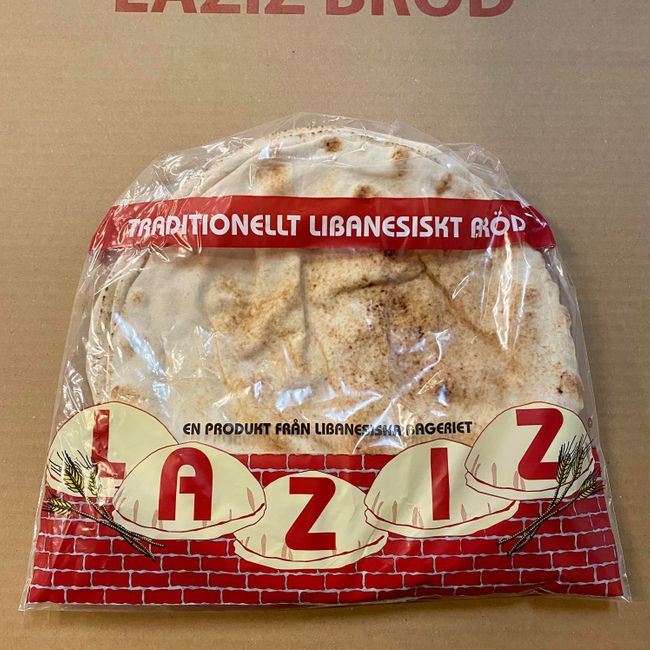 LAZIZ BRÖD
TRADITIONELLT LIBANESISKT BRÖD
EN PRODUKT FRÅN LIBANESISKA BAGERIET
LAZIZ